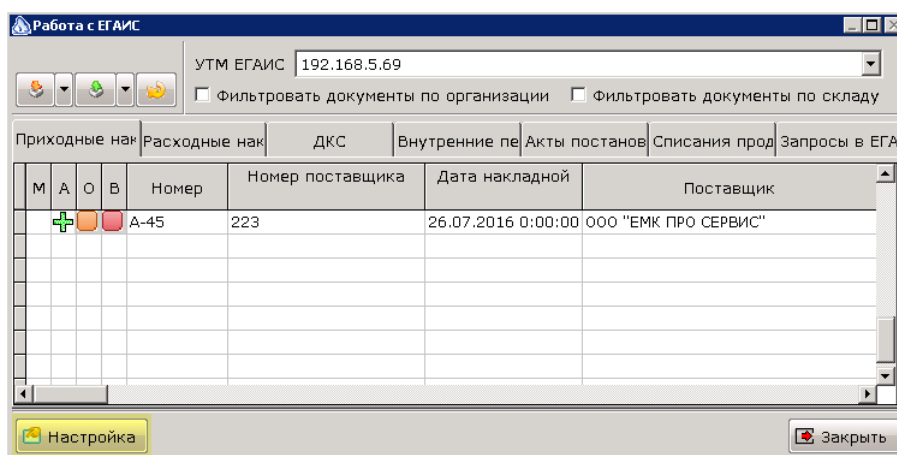 Работа с ЕГАИС
УТМ ЕГАИС 192.168.5.69
Фильтровать документы по организации Фильтровать документы по складу
Приходные нак Расходные нак ДКС Внутренние пе Акты постанов Списания прод Запросы в ЕГА
М А О В Номер Номер поставщика Дата накладной Поставщик
А-45 223 26.07.2016 0:00:00 ООО "ЕМК ПРО СЕРВИС"
Настройка Закрыть